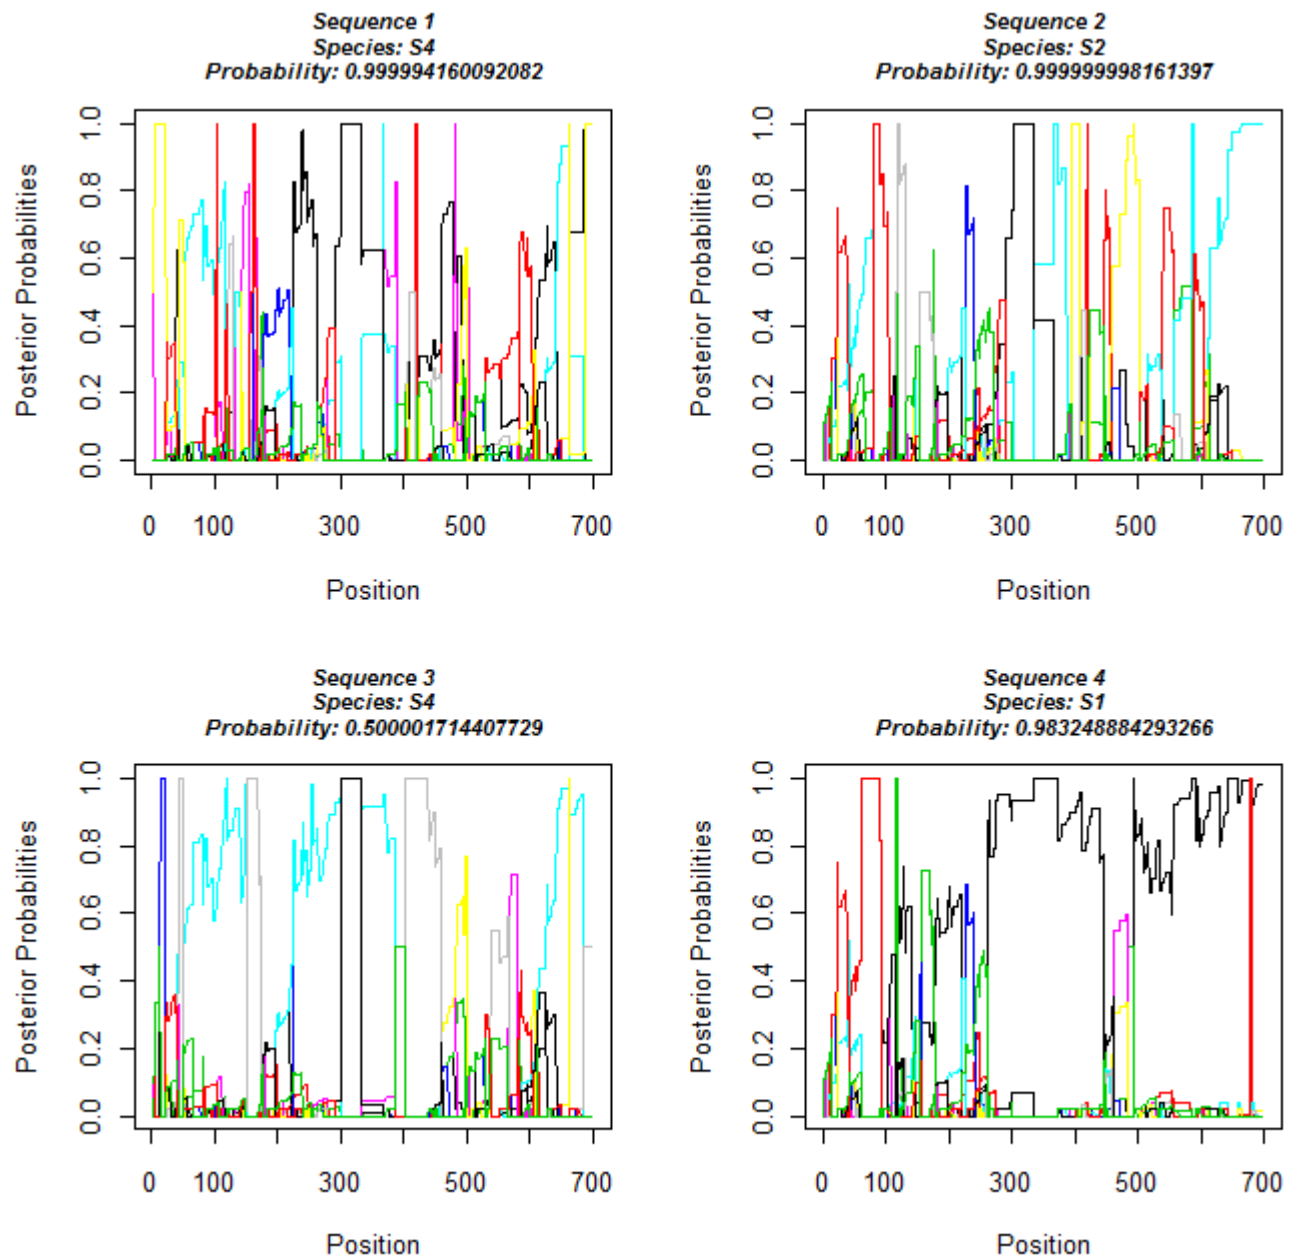 Sequence 1
Species: S4
Probability: 0.999994160092082
Posterior Probabilities
0.0 0.2 0.4 0.6 0.8 1.0
0 100 300 500 700
Position
Sequence 2
Species: S2
Probability: 0.999999998161397
Posterior Probabilities
0.0 0.2 0.4 0.6 0.8 1.0
0 100 300 500 700
Position
Sequence 3
Species: S4
Probability: 0.500001714407729
Posterior Probabilities
0.0 0.2 0.4 0.6 0.8 1.0
0 100 300 500 700
Position
Sequence 4
Species: S1
Probability: 0.983248884293266
Posterior Probabilities
0.0 0.2 0.4 0.6 0.8 1.0
0 100 300 500 700
Position